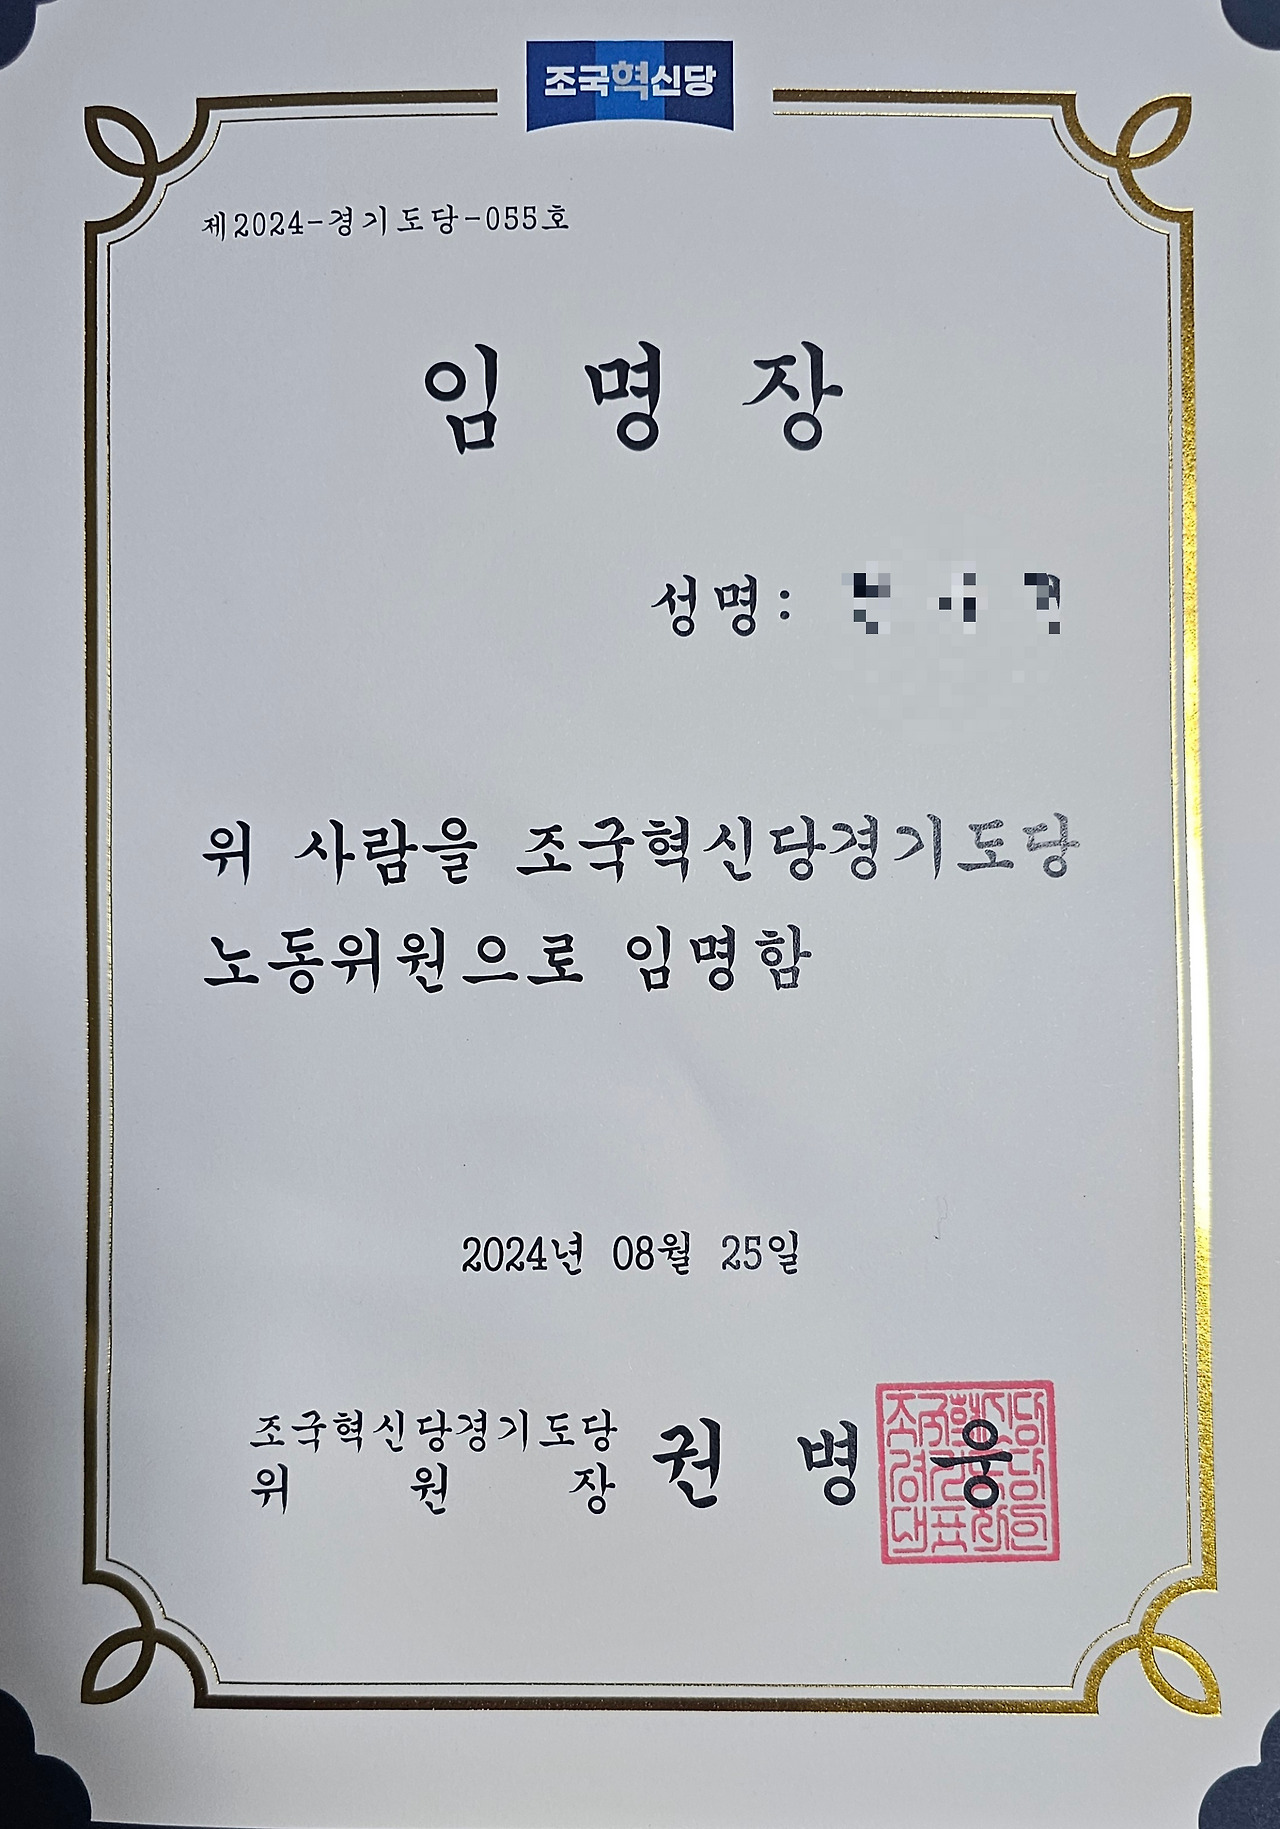 조국혁신당
제2024-경기도당-055호
임 명 장
성명:
위 사람을 조국혁신당경기도당
노동위원으로 임명함
2024년 08월 25일
조국혁신당경기도당
위 원 장 권 병 웅